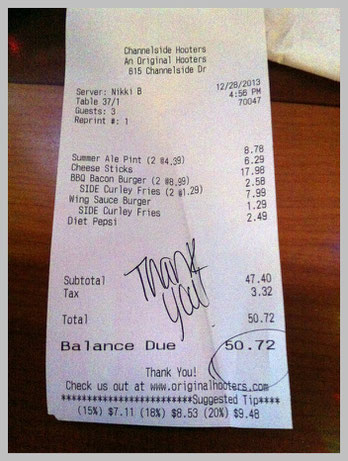 Channelside Hooters
An Original Hooters
615 Channelside Dr
Server: Nikki B 12/28/2013
Table 37/1 4:56 PM
Guests: 3 70047
Reprint #: 1
Summer Ale Pint (2 @4.39) 8.78
Cheese Sticks 6.29
BBQ Bacon Burger (2 @8.99) 17.98
SIDE Curley Fries (2 @1.29) 2.58
Wing Sauce Burger 7.99
SIDE Curley Fries 1.29
Diet Pepsi 2.49
Thank
you!
Subtotal 47.40
Tax 3.32
Total 50.72
Balance Due 50.72
Thank You!
Check us out at www.originalhooters.com
************************Suggested Tip****
(15%) $7.11 (18%) $8.53 (20%) $9.48